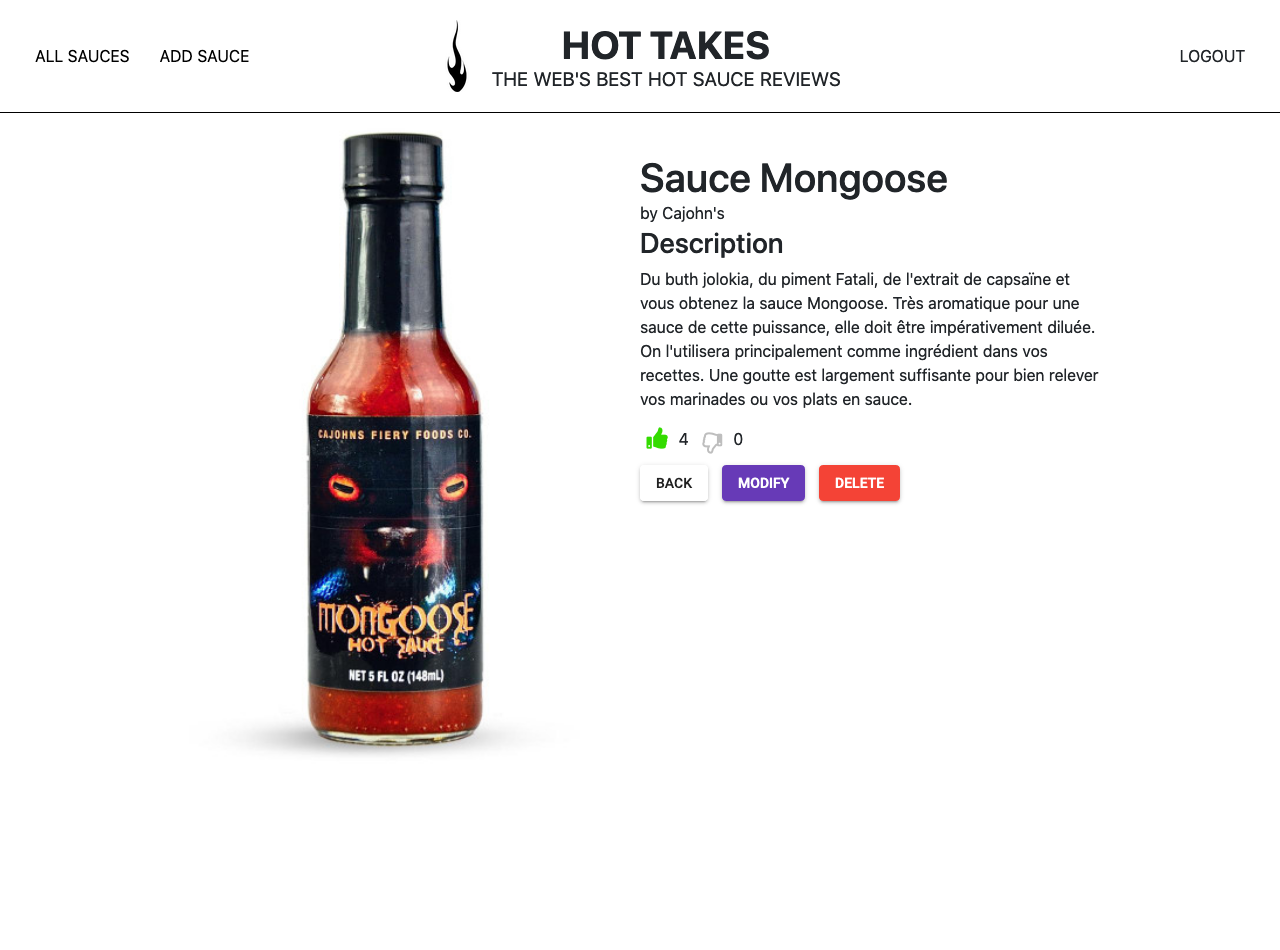 ALL SAUCES
ADD SAUCE
HOT TAKES
THE WEB'S BEST HOT SAUCE REVIEWS
LOGOUT
CAJOHNS FIERY FOODS CO.
MONGOOSE
HOT SAUCE
NET 5 FL OZ (148mL)
Sauce Mongoose
by Cajohn's
Description
Du buth jolokia, du piment Fatali, de l'extrait de capsaïne et
vous obtenez la sauce Mongoose. Très aromatique pour une
sauce de cette puissance, elle doit être impérativement diluée.
On l'utilisera principalement comme ingrédient dans vos
recettes. Une goutte est largement suffisante pour bien relever
vos marinades ou vos plats en sauce.
4 0
BACK MODIFY DELETE